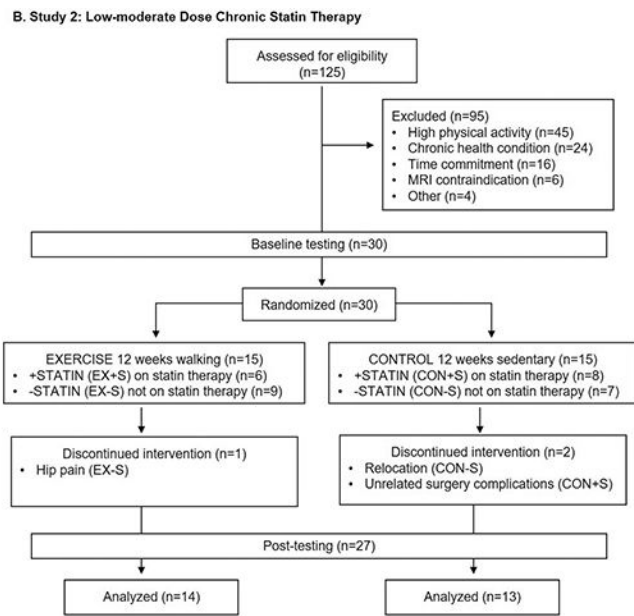 B. Study 2: Low-moderate Dose Chronic Statin Therapy
Assessed for eligibility
(n=125)
Excluded (n=95)
• High physical activity (n=45)
• Chronic health condition (n=24)
• Time commitment (n=16)
• MRI contraindication (n=6)
• Other (n=4)
Baseline testing (n=30)
Randomized (n=30)
EXERCISE 12 weeks walking (n=15)
• +STATIN (EX+S) on statin therapy (n=6)
• -STATIN (EX-S) not on statin therapy (n=9)
CONTROL 12 weeks sedentary (n=15)
• +STATIN (CON+S) on statin therapy (n=8)
• -STATIN (CON-S) not on statin therapy (n=7)
Discontinued intervention (n=1)
• Hip pain (EX-S)
Discontinued intervention (n=2)
• Relocation (CON-S)
• Unrelated surgery complications (CON+S)
Post-testing (n=27)
Analyzed (n=14)
Analyzed (n=13)